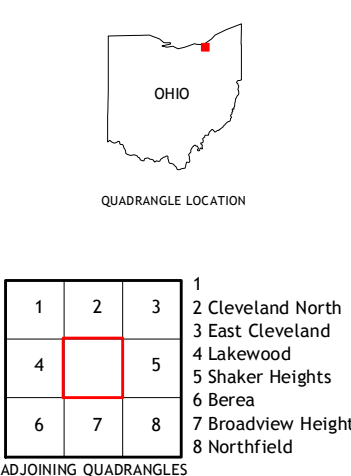 OHIO
QUADRANGLE LOCATION
1 2 3
4 5
6 7 8
1
2 Cleveland North
3 East Cleveland
4 Lakewood
5 Shaker Heights
6 Berea
7 Broadview Height
8 Northfield
ADJOINING QUADRANGLES